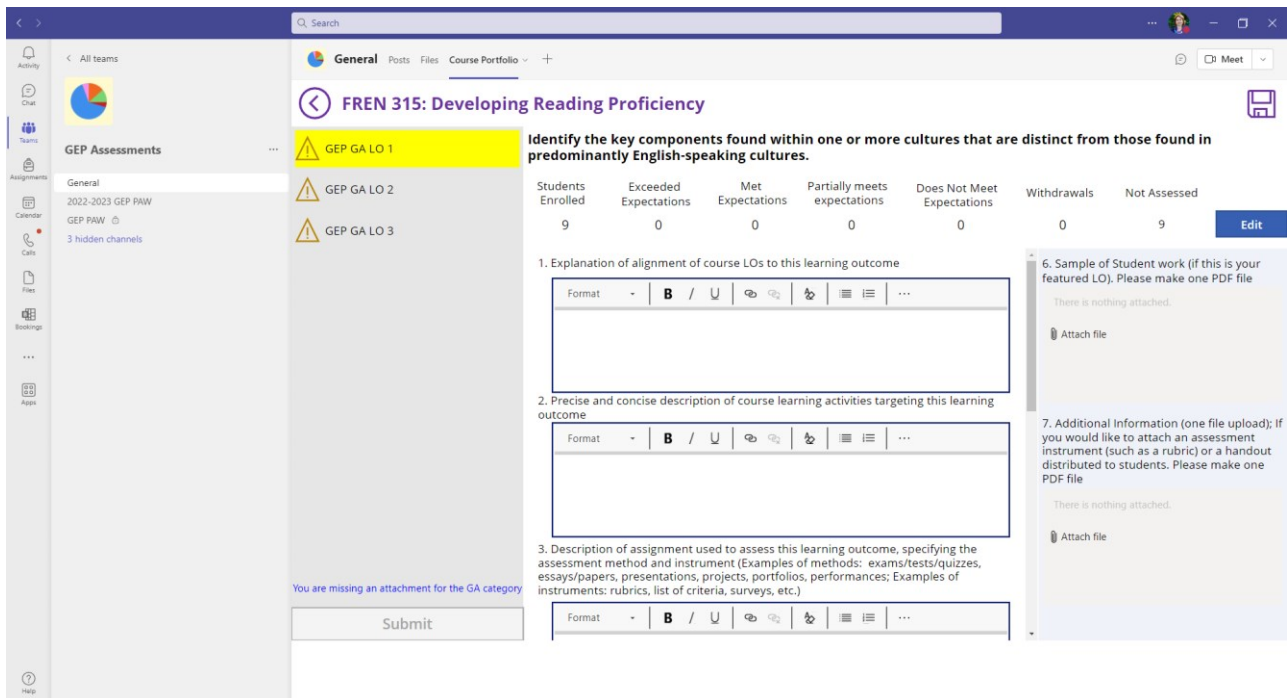 Search
Activity
Chat
Teams
Assignments
Calendar
Calls
Files
Bookings
Apps
Help
All teams
GEP Assessments
General
2022-2023 GEP PAW
GEP PAW
3 hidden channels
General Posts Files Course Portfolio
Meet
FREN 315: Developing Reading Proficiency
GEP GA LO 1
GEP GA LO 2
GEP GA LO 3
You are missing an attachment for the GA category
Submit
Identify the key components found within one or more cultures that are distinct from those found in
predominantly English-speaking cultures.
Students Enrolled Exceeded Expectations Met Expectations Partially meets expectations Does Not Meet Expectations Withdrawals Not Assessed
9 0 0 0 0 0 9 Edit
1. Explanation of alignment of course LOs to this learning outcome
Format B / U ...
2. Precise and concise description of course learning activities targeting this learning
outcome
Format B / U ...
3. Description of assignment used to assess this learning outcome, specifying the
assessment method and instrument (Examples of methods: exams/tests/quizzes,
essays/papers, presentations, projects, portfolios, performances; Examples of
instruments: rubrics, list of criteria, surveys, etc.)
Format B / U ...
6. Sample of Student work (if this is your
featured LO). Please make one PDF file
There is nothing attached.
Attach file
7. Additional Information (one file upload); If
you would like to attach an assessment
instrument (such as a rubric) or a handout
distributed to students. Please make one
PDF file
There is nothing attached.
Attach file